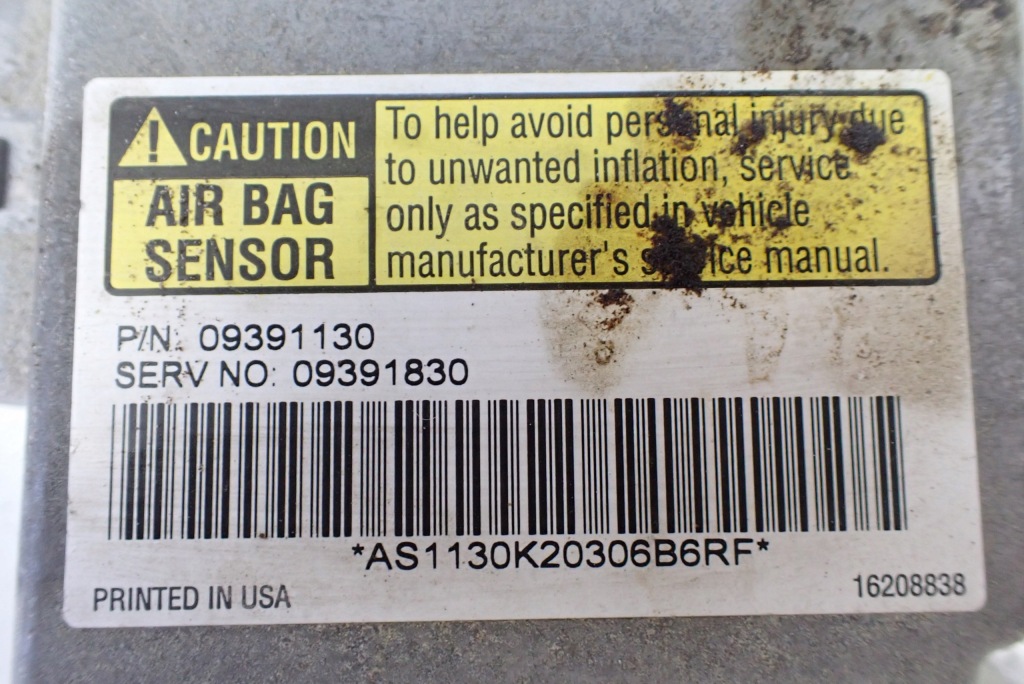 CAUTION
AIR BAG
SENSOR
To help avoid personal injury due
to unwanted inflation, service
only as specified in vehicle
manufacturer's service manual.
P/N. 09391130
SERV NO: 09391830
*AS1130K20306B6RF*
PRINTED IN USA
16208838